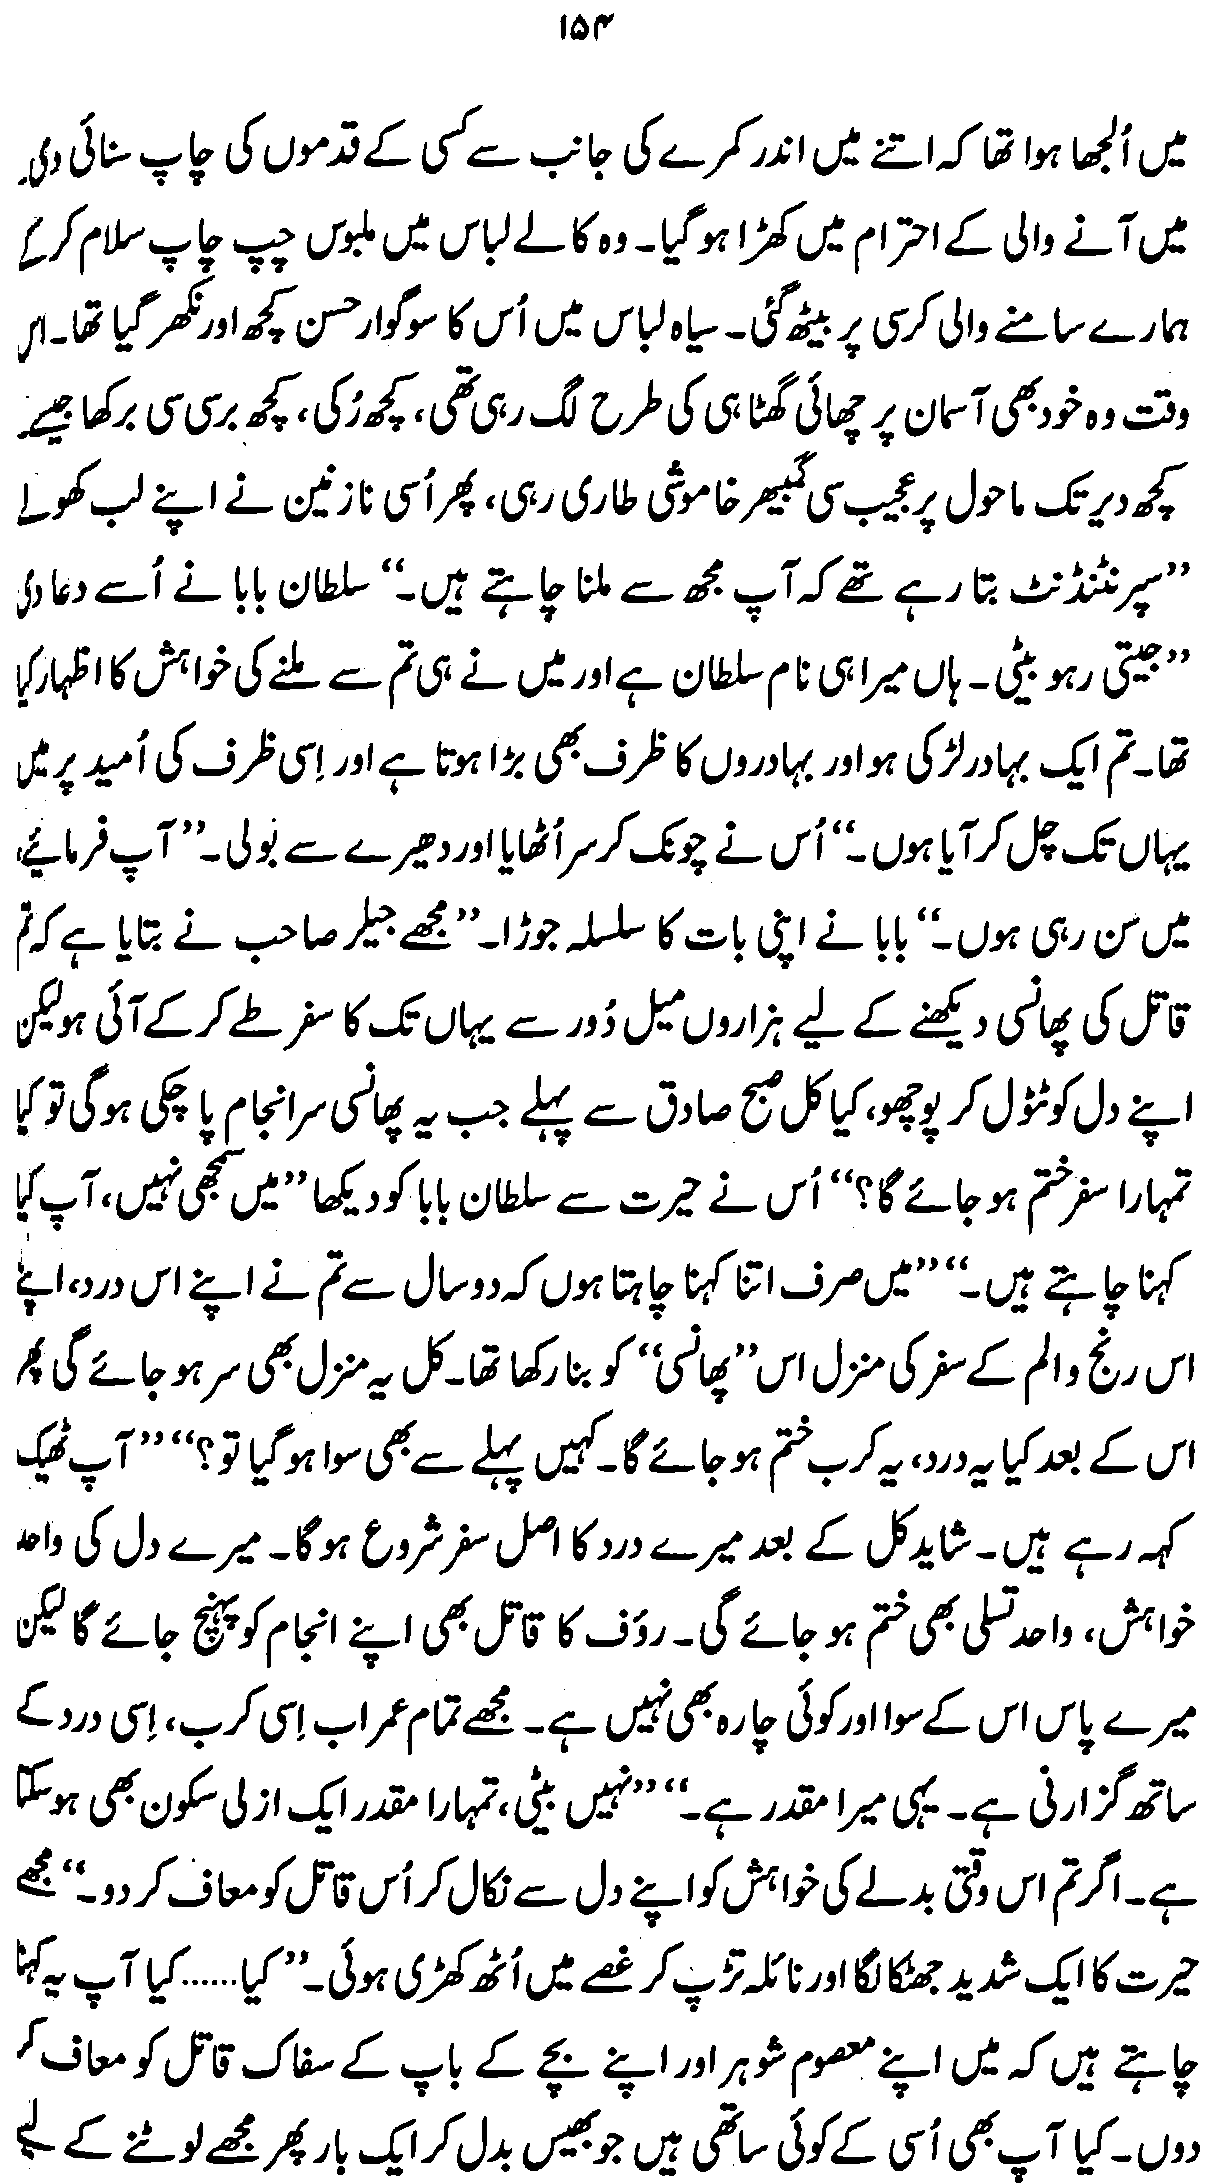 ۱۵۴
میں اُلجھا ہوا تھا کہ اتنے میں اندر کمرے کی جانب سے کسی کے قدموں کی چاپ سنائی دی۔
میں آنے والی کے احترام میں کھڑا ہو گیا۔ وہ کالے لباس میں ملبوس چپ چاپ سلام کر کے
ہمارے سامنے والی کرسی پر بیٹھ گئی۔ سیاہ لباس میں اُس کا سوگوار حسن کچھ اور نکھر گیا تھا۔ اس
وقت وہ خود بھی آسمان پر چھائی گھٹا ہی کی طرح لگ رہی تھی، کچھ رُکی، کچھ برسی سی برکھا جیسے۔
کچھ دیر تک ماحول پر عجیب سی گمبھیر خاموشی طاری رہی، پھر اُسی نازنین نے اپنے لب کھولے
”سپرنٹنڈنٹ بتا رہے تھے کہ آپ مجھ سے ملنا چاہتے ہیں۔“ سلطان بابا نے اُسے دعا دی
”جیتی رہو بیٹی۔ ہاں میرا ہی نام سلطان ہے اور میں نے ہی تم سے ملنے کی خواہش کا اظہار کیا
تھا۔ تم ایک بہادر لڑکی ہو اور بہادروں کا ظرف بھی بڑا ہوتا ہے اور اِسی ظرف کی اُمید پر میں
یہاں تک چل کر آیا ہوں۔“ اُس نے چونک کر سر اُٹھایا اور دھیرے سے بولی۔ ”آپ فرمائیے،
میں سن رہی ہوں۔“ بابا نے اپنی بات کا سلسلہ جوڑا۔ ”مجھے جیلر صاحب نے بتایا ہے کہ تم
قاتل کی پھانسی دیکھنے کے لیے ہزاروں میل دُور سے یہاں تک کا سفر طے کر کے آئی ہو لیکن
اپنے دل کو ٹٹول کر پوچھو، کیا کل صبح صادق سے پہلے جب یہ پھانسی سرانجام پا چکی ہوگی تو کیا
تمہارا سفر ختم ہو جائے گا؟“ اُس نے حیرت سے سلطان بابا کو دیکھا ”میں سمجھی نہیں، آپ کیا
کہنا چاہتے ہیں۔“ ”میں صرف اتنا کہنا چاہتا ہوں کہ دو سال سے تم نے اپنے اس درد، اپنے
اس رنج و الم کے سفر کی منزل اس ”پھانسی“ کو بنا رکھا تھا۔ کل یہ منزل بھی سر ہو جائے گی پھر
اس کے بعد کیا یہ درد، یہ کرب ختم ہو جائے گا۔ کہیں پہلے سے بھی سوا ہو گیا تو؟“ ”آپ ٹھیک
کہہ رہے ہیں۔ شاید کل کے بعد میرے درد کا اصل سفر شروع ہوگا۔ میرے دل کی واحد
خواہش، واحد تسلی بھی ختم ہو جائے گی۔ رؤف کا قاتل بھی اپنے انجام کو پہنچ جائے گا لیکن
میرے پاس اس کے سوا اور کوئی چارہ بھی نہیں ہے۔ مجھے تمام عمر اب اِسی کرب، اِسی درد کے
ساتھ گزارنی ہے۔ یہی میرا مقدر ہے۔“ ”نہیں بیٹی، تمہارا مقدر ایک ازلی سکون بھی ہو سکتا
ہے۔ اگر تم اس وقتی بدلے کی خواہش کو اپنے دل سے نکال کر اُس قاتل کو معاف کر دو۔“ مجھے
حیرت کا ایک شدید جھٹکا لگا اور نائلہ تڑپ کر غصے میں اُٹھ کھڑی ہوئی۔ ”کیا...... کیا آپ یہ کہنا
چاہتے ہیں کہ میں اپنے معصوم شوہر اور اپنے بچے کے باپ کے سفاک قاتل کو معاف کر
دوں۔ کیا آپ بھی اُسی کے کوئی ساتھی ہیں جو بھیس بدل کر ایک بار پھر مجھے لوٹنے کے لیے